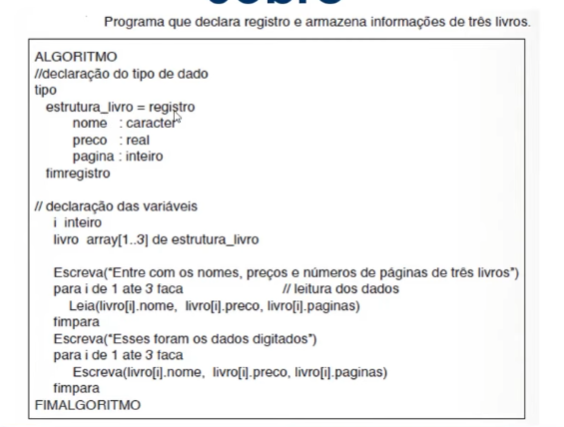 sobre
Programa que declara registro e armazena informações de três livros.
ALGORITMO
//declaração do tipo de dado
tipo
estrutura_livro = registro
nome : caracter
preco : real
pagina : inteiro
fimregistro
// declaração das variáveis
i inteiro
livro array[1..3] de estrutura_livro
Escreva("Entre com os nomes, preços e números de páginas de três livros")
para i de 1 ate 3 faca // leitura dos dados
Leia(livro[i].nome, livro[i].preco, livro[i].paginas)
fimpara
Escreva("Esses foram os dados digitados")
para i de 1 ate 3 faca
Escreva(livro[i].nome, livro[i].preco, livro[i].paginas)
fimpara
FIMALGORITMO